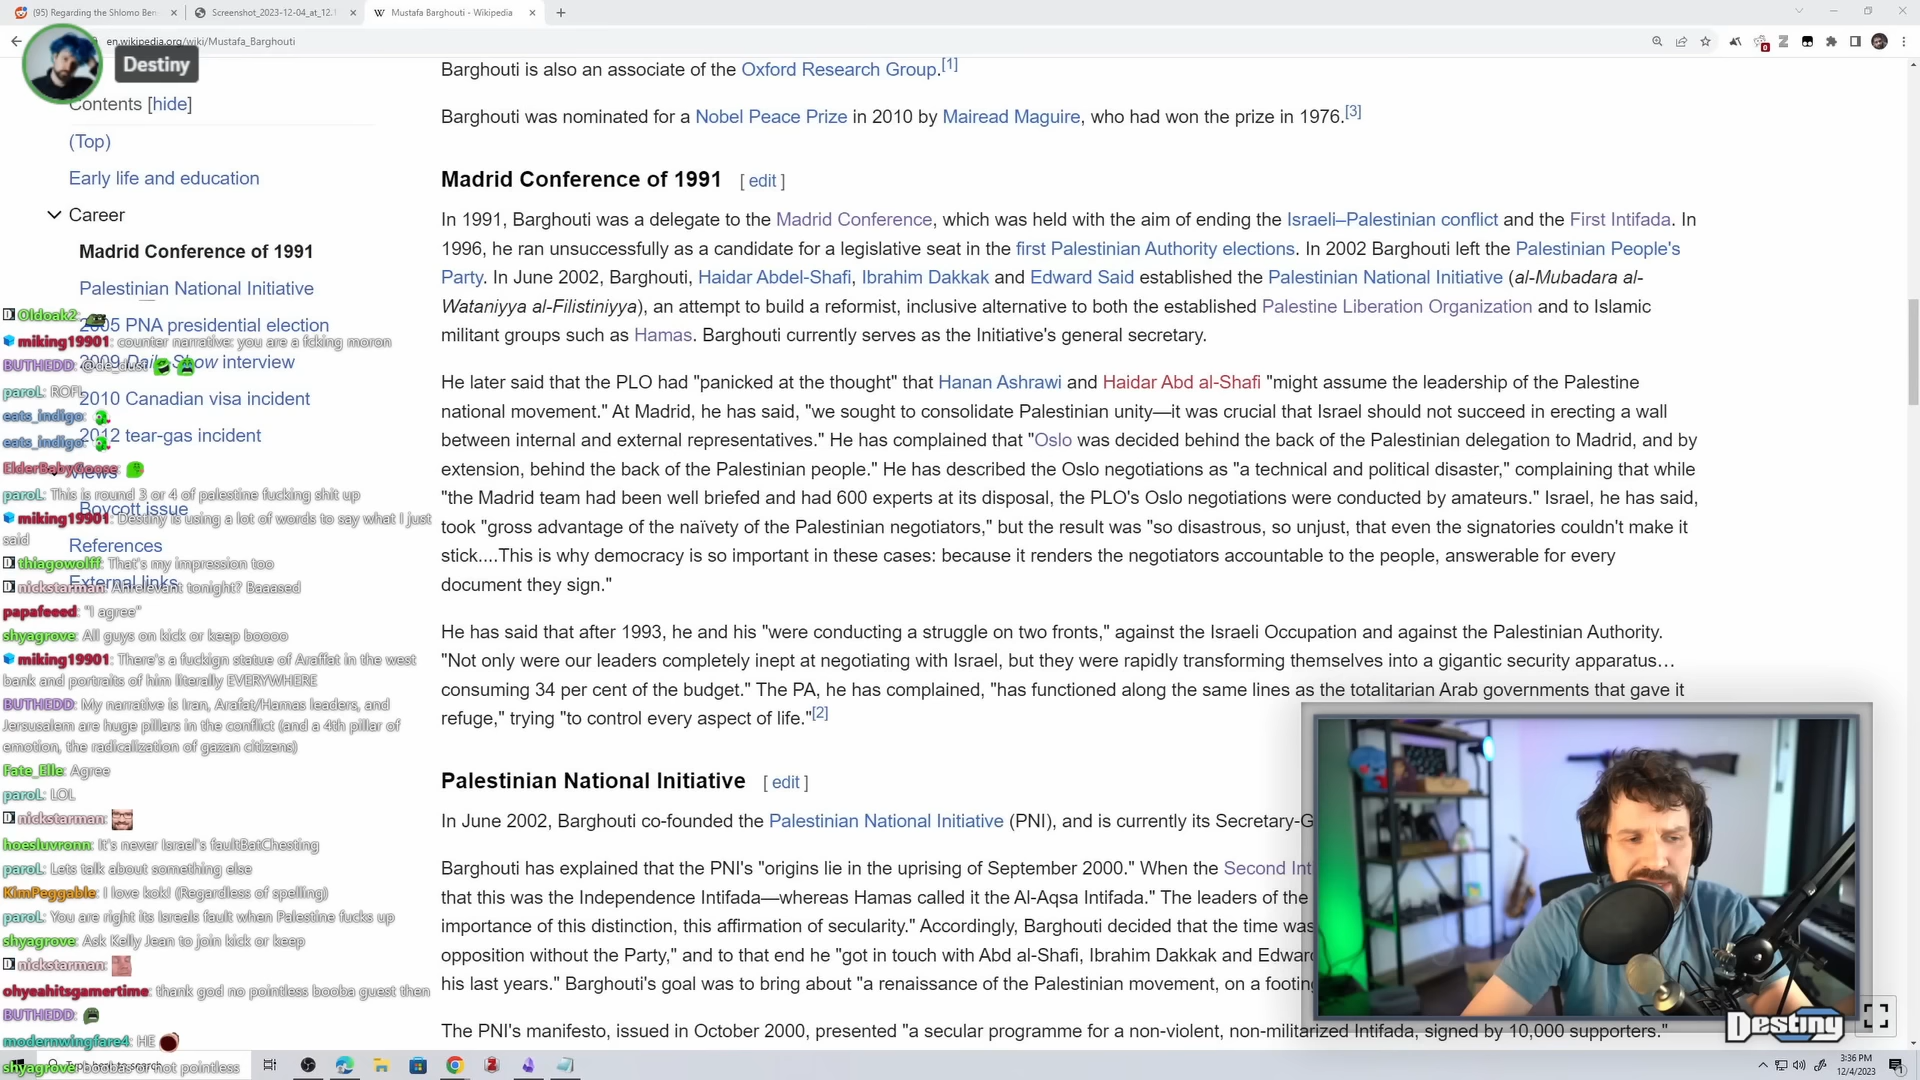 (95) Regarding the Shlomo Ben
Screenshot_2023-12-04_at_12.
Mustafa Barghouti - Wikipedia
en.wikipedia.org/wiki/Mustafa_Barghouti
Destiny
Contents [hide]
(Top)
Early life and education
Career
Madrid Conference of 1991
Palestinian National Initiative
2005 PNA presidential election
2009 Daily Show interview
2010 Canadian visa incident
2012 tear-gas incident
Views
Boycott issue
References
External links
Oldoak2:
miking19901: counter narrative: you are a fcking moron
BUTHEDD: @de_dust
paroL: ROFL
eats_indigo:
eats_indigo:
ElderBabyGoose:
paroL: This is round 3 or 4 of palestine fucking shit up
miking19901: Destiny is using a lot of words to say what I just
said
thiagowolff: That's my impression too
nickstarman: Anrelevant tonight? Baaased
papafeeed: "I agree"
shyagrove: All guys on kick or keep boooo
miking19901: There's a fuckign statue of Araffat in the west
bank and portraits of him literally EVERYWHERE
BUTHEDD: My narrative is Iran, Arafat/Hamas leaders, and
Jersusalem are huge pillars in the conflict (and a 4th pillar of
emotion, the radicalization of gazan citizens)
Fate_Elle: Agree
paroL: LOL
nickstarman:
hoesluvronn: It's never Israel's faultBatChesting
paroL: Lets talk about something else
KimPeggable: I love kok! (Regardless of spelling)
paroL: You are right its Isreals fault when Palestine fucks up
shyagrove: Ask Kelly Jean to join kick or keep
nickstarman:
ohyeahitsgamertime: thank god no pointless booba guest then
BUTHEDD:
modernwingfare4: HE
shyagrove: boobas or not pointless
Barghouti is also an associate of the Oxford Research Group.[1]
Barghouti was nominated for a Nobel Peace Prize in 2010 by Mairead Maguire, who had won the prize in 1976.[3]
Madrid Conference of 1991 [ edit ]
In 1991, Barghouti was a delegate to the Madrid Conference, which was held with the aim of ending the Israeli–Palestinian conflict and the First Intifada. In
1996, he ran unsuccessfully as a candidate for a legislative seat in the first Palestinian Authority elections. In 2002 Barghouti left the Palestinian People's
Party. In June 2002, Barghouti, Haidar Abdel-Shafi, Ibrahim Dakkak and Edward Said established the Palestinian National Initiative (al-Mubadara al-
Wataniyya al-Filistiniyya), an attempt to build a reformist, inclusive alternative to both the established Palestine Liberation Organization and to Islamic
militant groups such as Hamas. Barghouti currently serves as the Initiative's general secretary.
He later said that the PLO had "panicked at the thought" that Hanan Ashrawi and Haidar Abd al-Shafi "might assume the leadership of the Palestine
national movement." At Madrid, he has said, "we sought to consolidate Palestinian unity—it was crucial that Israel should not succeed in erecting a wall
between internal and external representatives." He has complained that "Oslo was decided behind the back of the Palestinian delegation to Madrid, and by
extension, behind the back of the Palestinian people." He has described the Oslo negotiations as "a technical and political disaster," complaining that while
"the Madrid team had been well briefed and had 600 experts at its disposal, the PLO's Oslo negotiations were conducted by amateurs." Israel, he has said,
took "gross advantage of the naïvety of the Palestinian negotiators," but the result was "so disastrous, so unjust, that even the signatories couldn't make it
stick....This is why democracy is so important in these cases: because it renders the negotiators accountable to the people, answerable for every
document they sign."
He has said that after 1993, he and his "were conducting a struggle on two fronts," against the Israeli Occupation and against the Palestinian Authority.
"Not only were our leaders completely inept at negotiating with Israel, but they were rapidly transforming themselves into a gigantic security apparatus…
consuming 34 per cent of the budget." The PA, he has complained, "has functioned along the same lines as the totalitarian Arab governments that gave it
refuge," trying "to control every aspect of life."[2]
Palestinian National Initiative [ edit ]
In June 2002, Barghouti co-founded the Palestinian National Initiative (PNI), and is currently its Secretary-G
Barghouti has explained that the PNI's "origins lie in the uprising of September 2000." When the Second Int
that this was the Independence Intifada—whereas Hamas called it the Al-Aqsa Intifada." The leaders of the
importance of this distinction, this affirmation of secularity." Accordingly, Barghouti decided that the time was
opposition without the Party," and to that end he "got in touch with Abd al-Shafi, Ibrahim Dakkak and Edward
his last years." Barghouti's goal was to bring about "a renaissance of the Palestinian movement, on a footing
The PNI's manifesto, issued in October 2000, presented "a secular programme for a non-violent, non-militarized Intifada, signed by 10,000 supporters."
Destiny
3:36 PM
12/4/2023